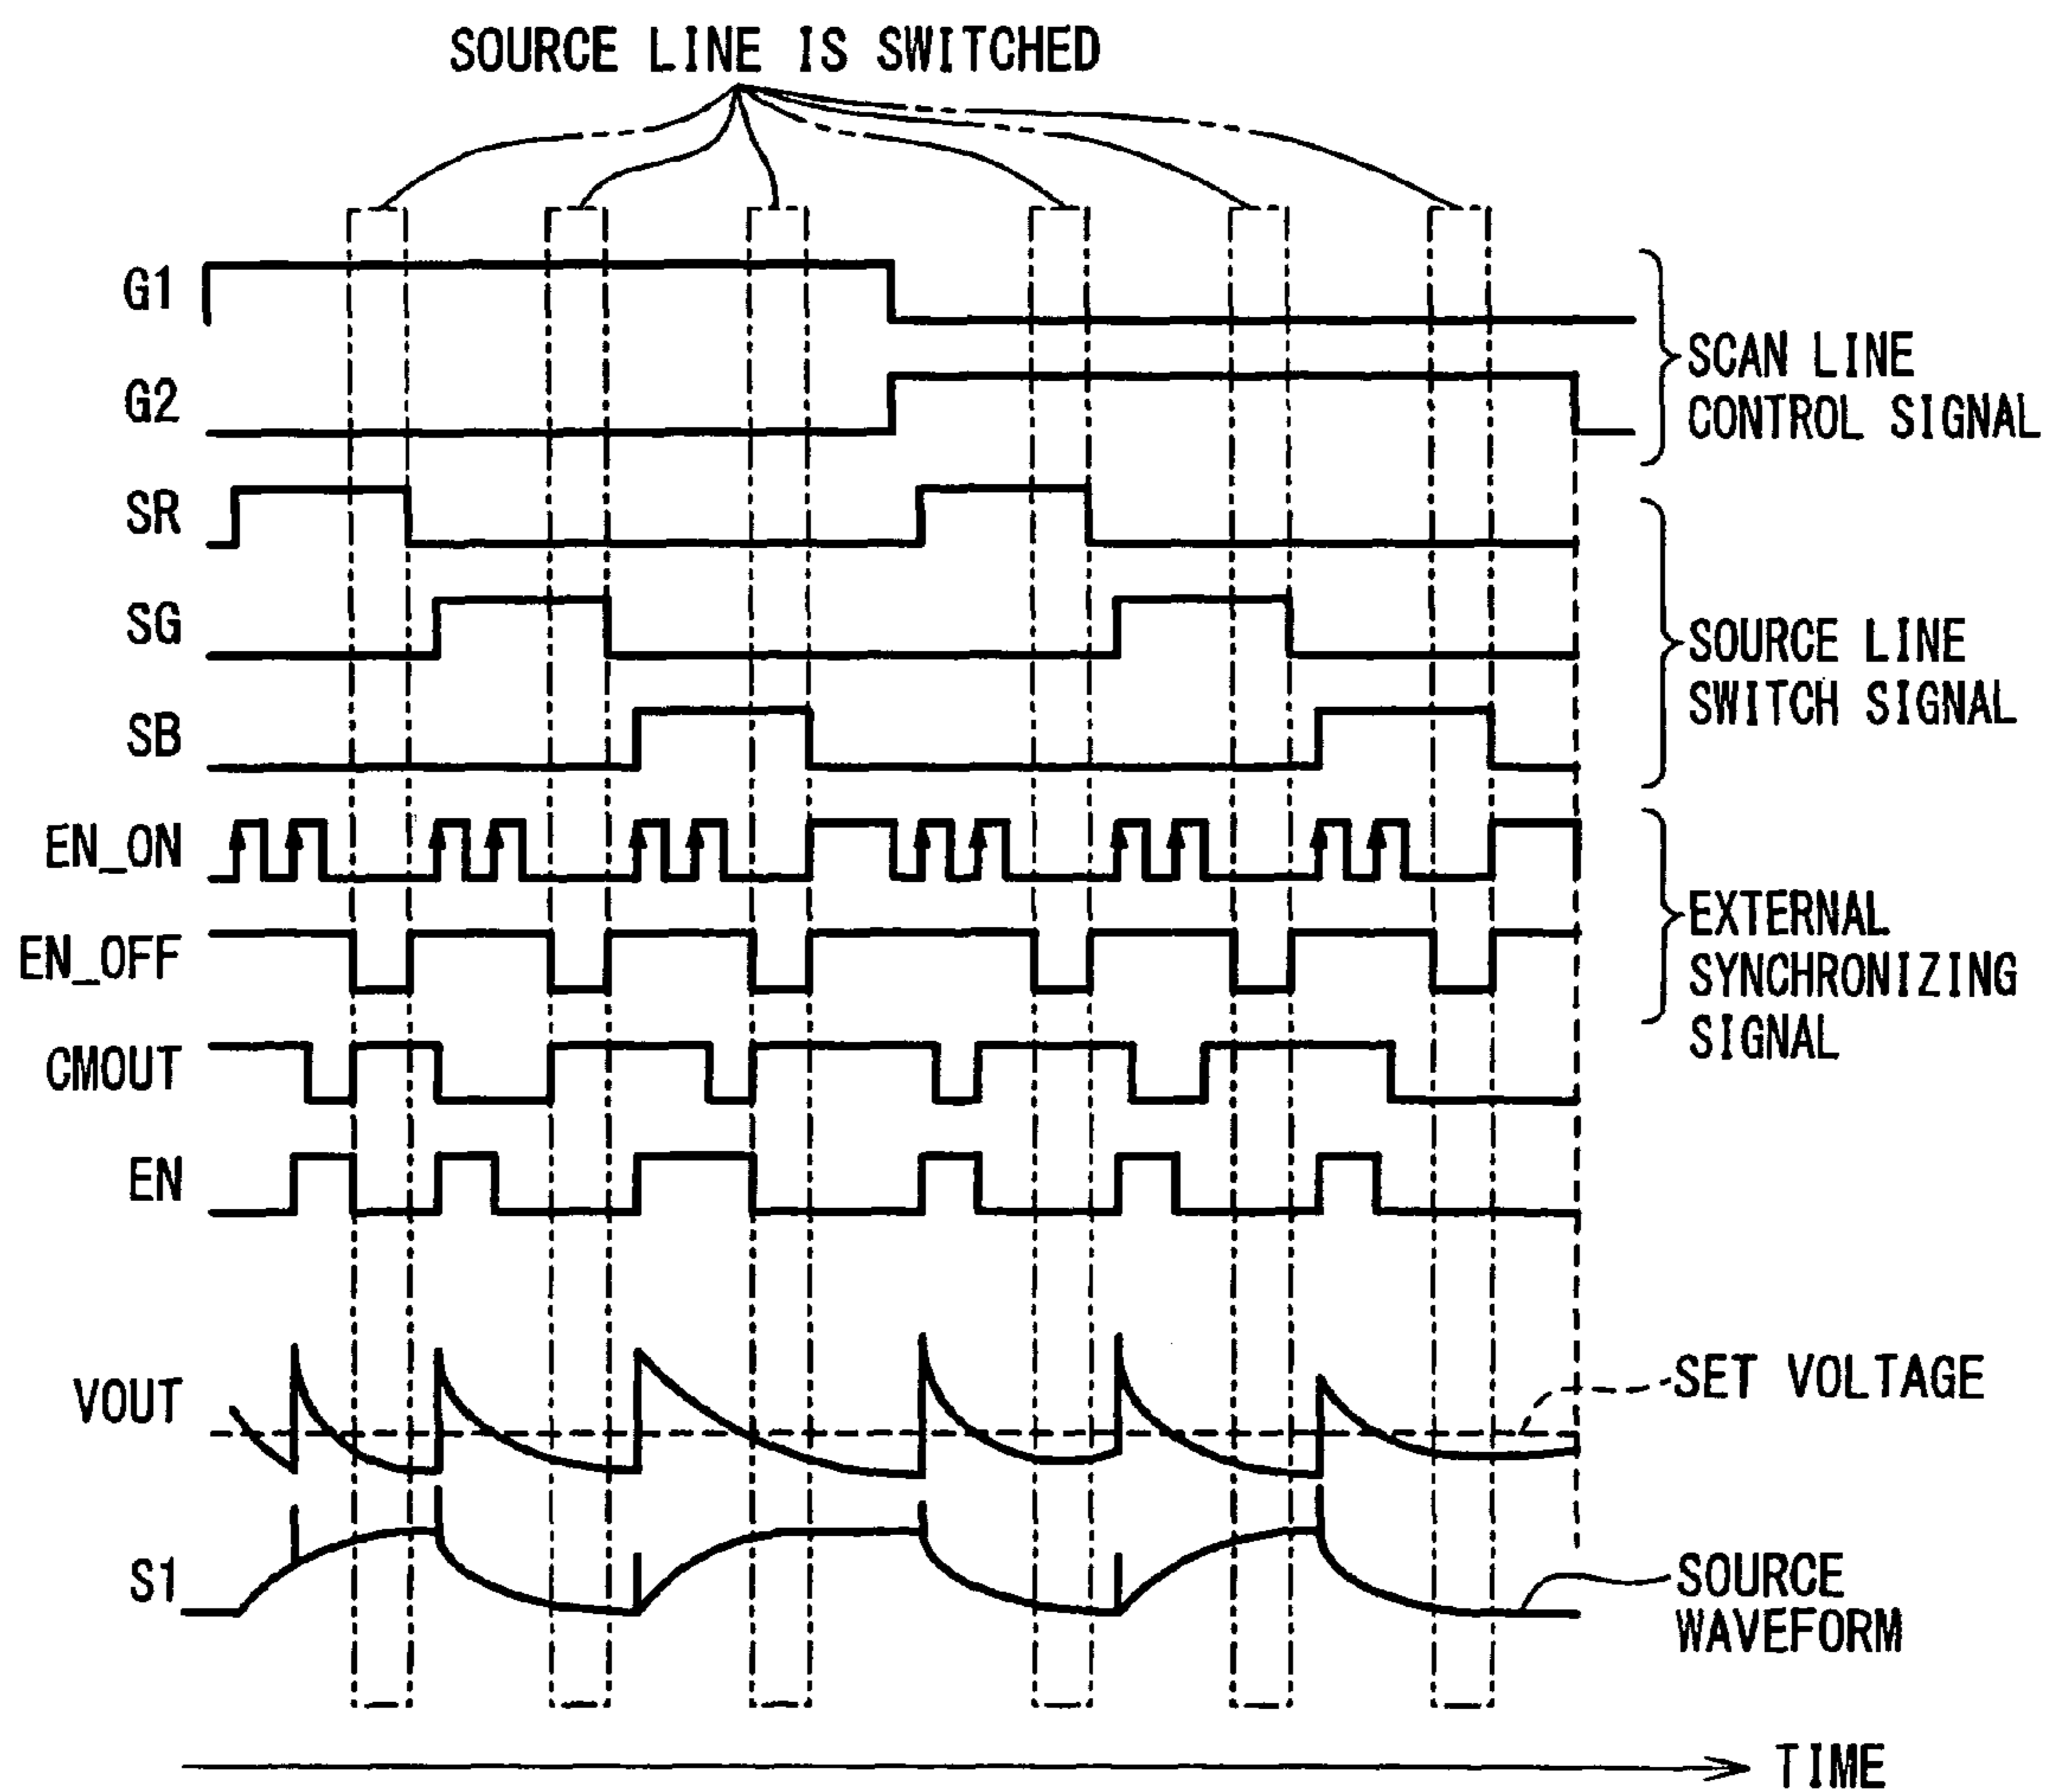 SOURCE LINE IS SWITCHED
G1
G2
SCAN LINE
CONTROL SIGNAL
SR
SG
SB
SOURCE LINE
SWITCH SIGNAL
EN_ON
EN_OFF
EXTERNAL
SYNCHRONIZING
SIGNAL
CMOUT
EN
VOUT
SET VOLTAGE
S1
SOURCE
WAVEFORM
TIME